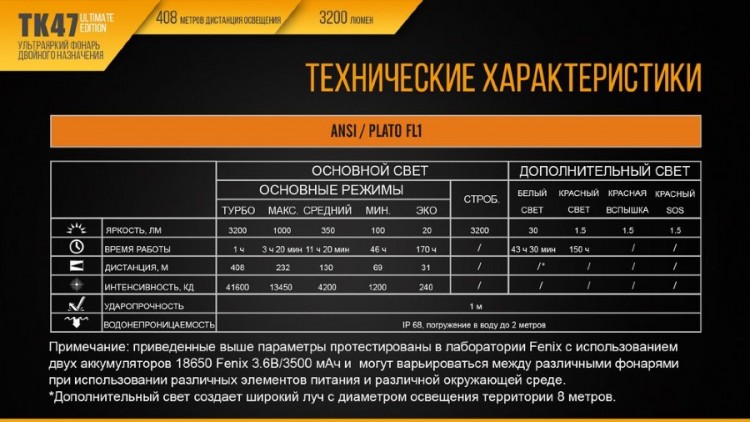 TK47 ULTIMATE EDITION
УЛЬТРАЯРКИЙ ФОНАРЬ
ДВОЙНОГО НАЗНАЧЕНИЯ
408 МЕТРОВ ДИСТАНЦИЯ ОСВЕЩЕНИЯ
3200 ЛЮМЕН
ТЕХНИЧЕСКИЕ ХАРАКТЕРИСТИКИ
ANSI / PLATO FL1
ОСНОВНОЙ СВЕТ ДОПОЛНИТЕЛЬНЫЙ СВЕТ
ОСНОВНЫЕ РЕЖИМЫ СТРОБ. БЕЛЫЙ СВЕТ КРАСНЫЙ СВЕТ КРАСНАЯ ВСПЫШКА КРАСНЫЙ SOS
ТУРБО МАКС. СРЕДНИЙ МИН. ЭКО
ЯРКОСТЬ, ЛМ 3200 1000 350 100 20 3200 30 1.5 1.5 1.5
ВРЕМЯ РАБОТЫ 1 ч 3 ч 20 мин 11 ч 20 мин 46 ч 170 ч / 43 ч 30 мин 150 ч / /
ДИСТАНЦИЯ, М 408 232 130 69 31 / /* / / /
ИНТЕНСИВНОСТЬ, КД 41600 13450 4200 1200 240 / / / / /
УДАРОПРОЧНОСТЬ 1 м
ВОДОНЕПРОНИЦАЕМОСТЬ IP 68, погружение в воду до 2 метров
Примечание: приведенные выше параметры протестированы в лаборатории Fenix с использованием
двух аккумуляторов 18650 Fenix 3.6В/3500 мАч и могут варьироваться между различными фонарями
при использовании различных элементов питания и различной окружающей среде.
*Дополнительный свет создает широкий луч с диаметром освещения территории 8 метров.